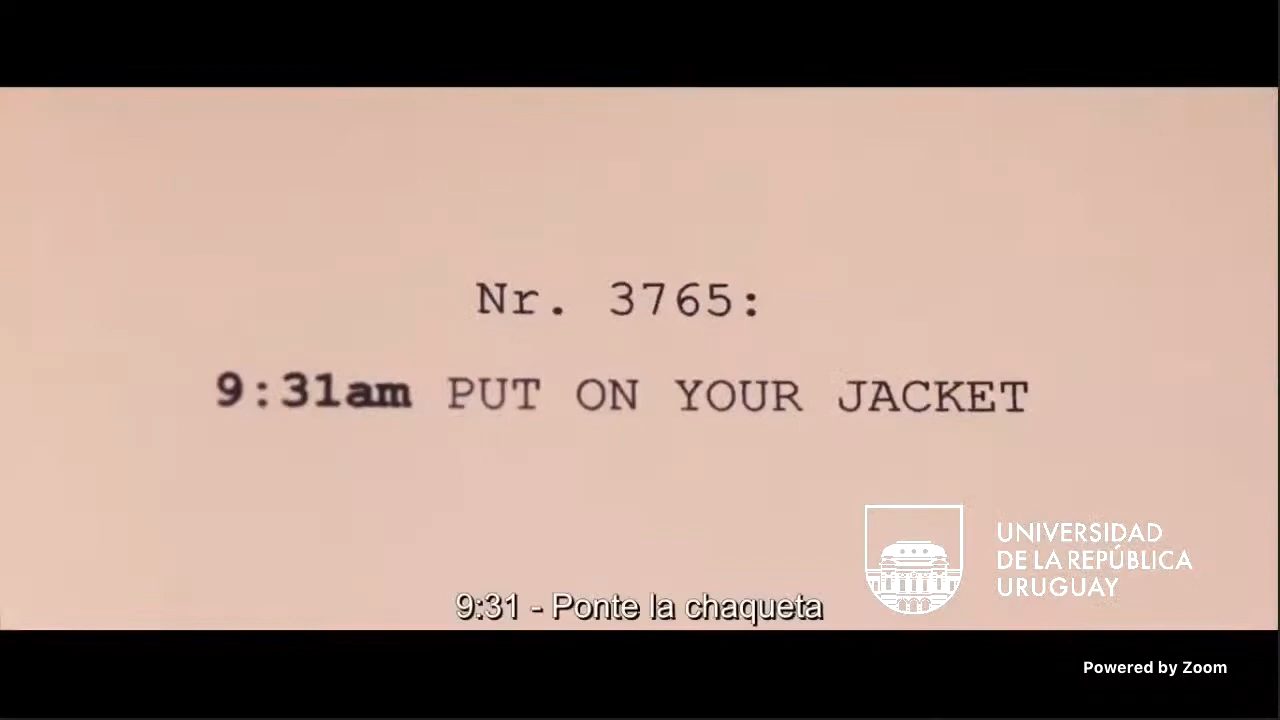 Nr. 3765:
9:31am PUT ON YOUR JACKET
UNIVERSIDAD
DE LA REPÚBLICA
URUGUAY
9:31 - Ponte la chaqueta
Powered by Zoom